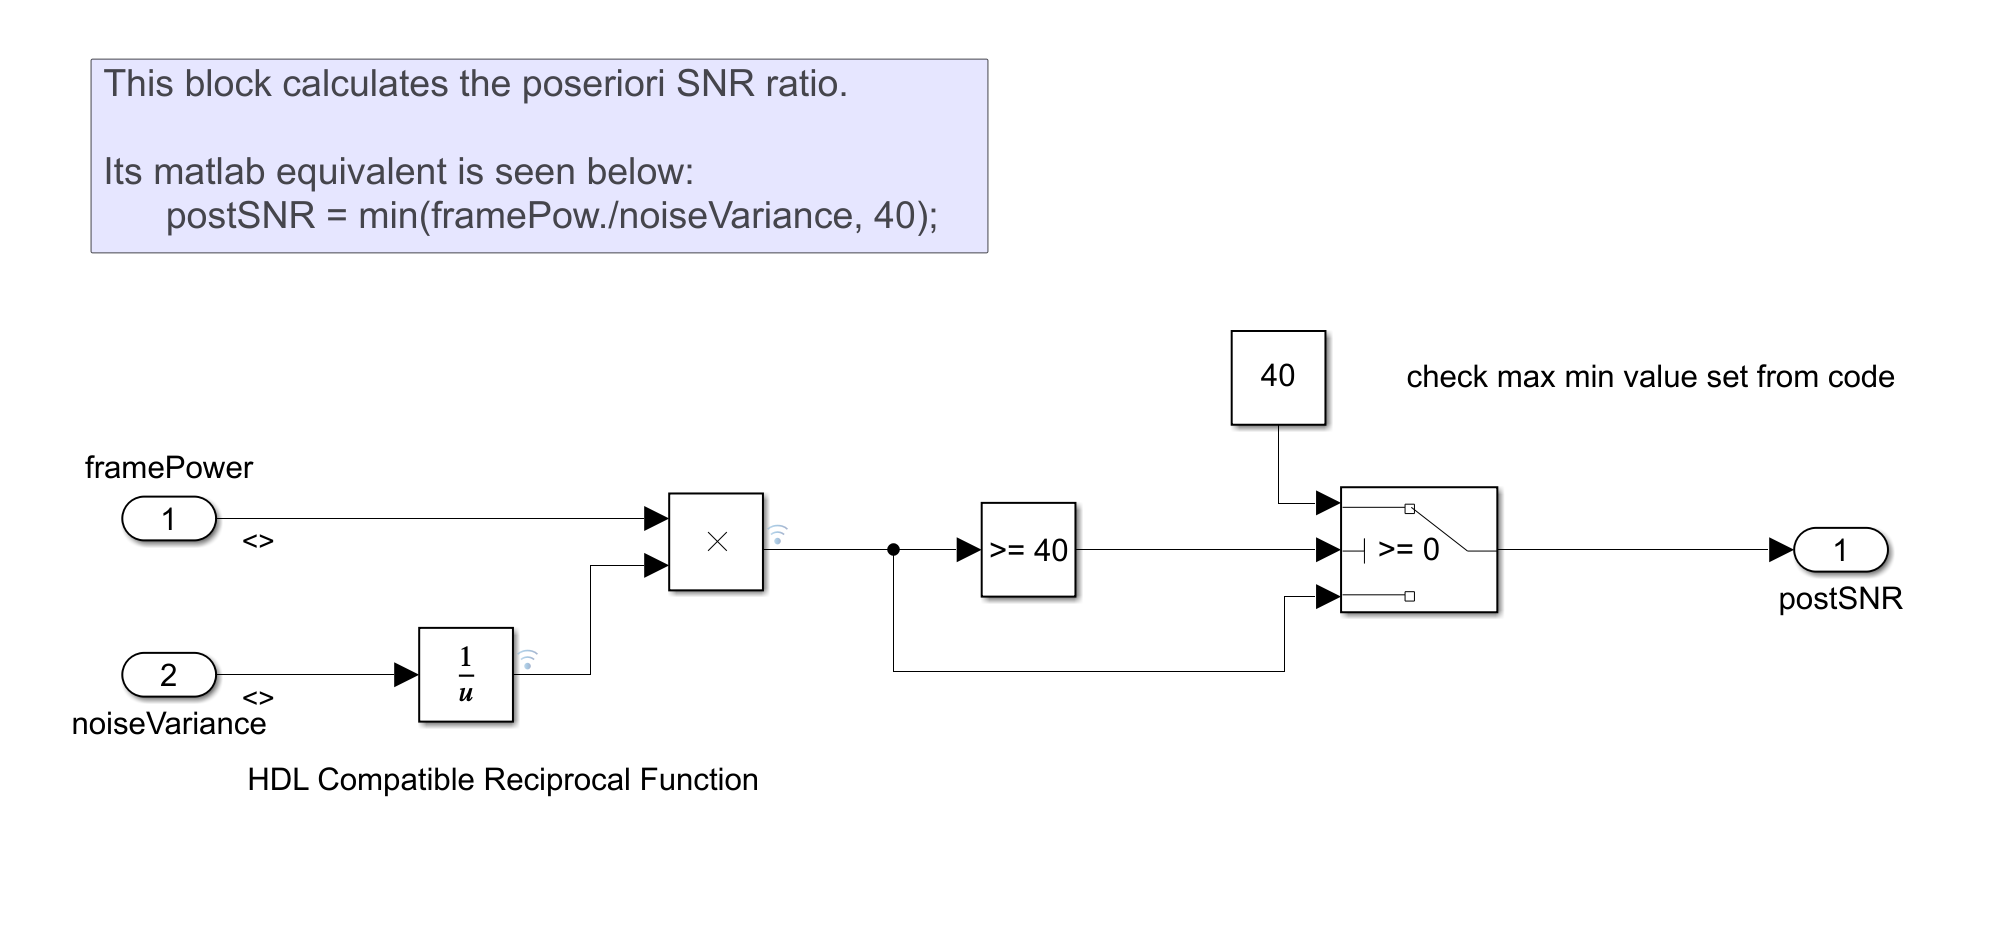 This block calculates the poseriori SNR ratio.
Its matlab equivalent is seen below:
postSNR = min(framePow./noiseVariance, 40);
40
check max min value set from code
framePower
1
<>
×
>= 40
>= 0
1
postSNR
2
<>
noiseVariance
1
u
HDL Compatible Reciprocal Function